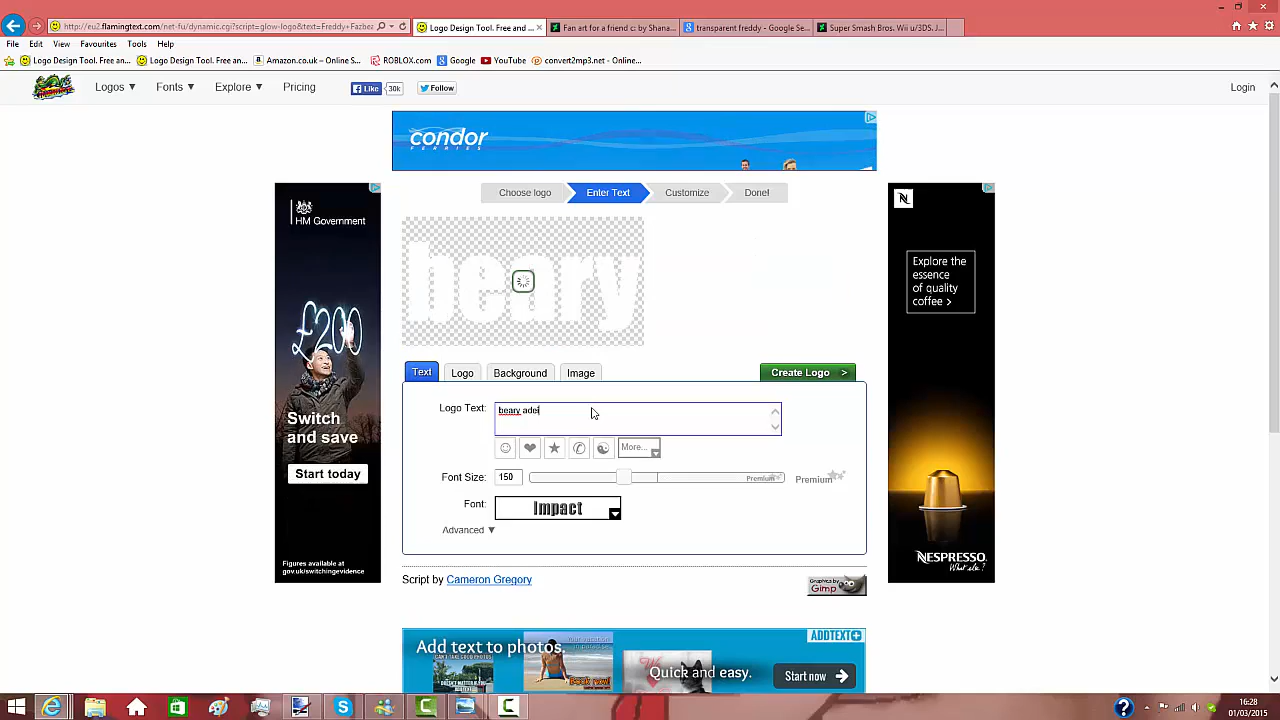 http://eu2.flamingtext.com/net-fu/dynamic.cgi?script=glow-logo&text=Freddy+Fazbea
Logo Design Tool. Free and ...
Fan art for a friend c: by Shana...
transparent freddy - Google Se...
Super Smash Bros. Wii u/3DS. J...
File Edit View Favourites Tools Help
Logo Design Tool. Free an...
Logo Design Tool. Free an...
Amazon.co.uk – Online S...
ROBLOX.com
Google
YouTube
convert2mp3.net - Online...
Logos ▼ Fonts ▼ Explore ▼ Pricing
Like 30k
Follow
Login
condor
FERRIES
Choose logo
Enter Text
Customize
Done!
HM Government
£200
Switch
and save
Start today
Figures available at
gov.uk/switchingevidence
beary
Explore the
essence
of quality
coffee >
NESPRESSO.
What else?
Text
Logo
Background
Image
Create Logo >
Logo Text:
beary adei
More...
Font Size:
150
Premium
Premium
Font:
Impact
Advanced ▼
Script by Cameron Gregory
Graphics by
Gimp
Add text to photos.
Quick and easy.
ADDTEXT
Start now
16:28
01/03/2015